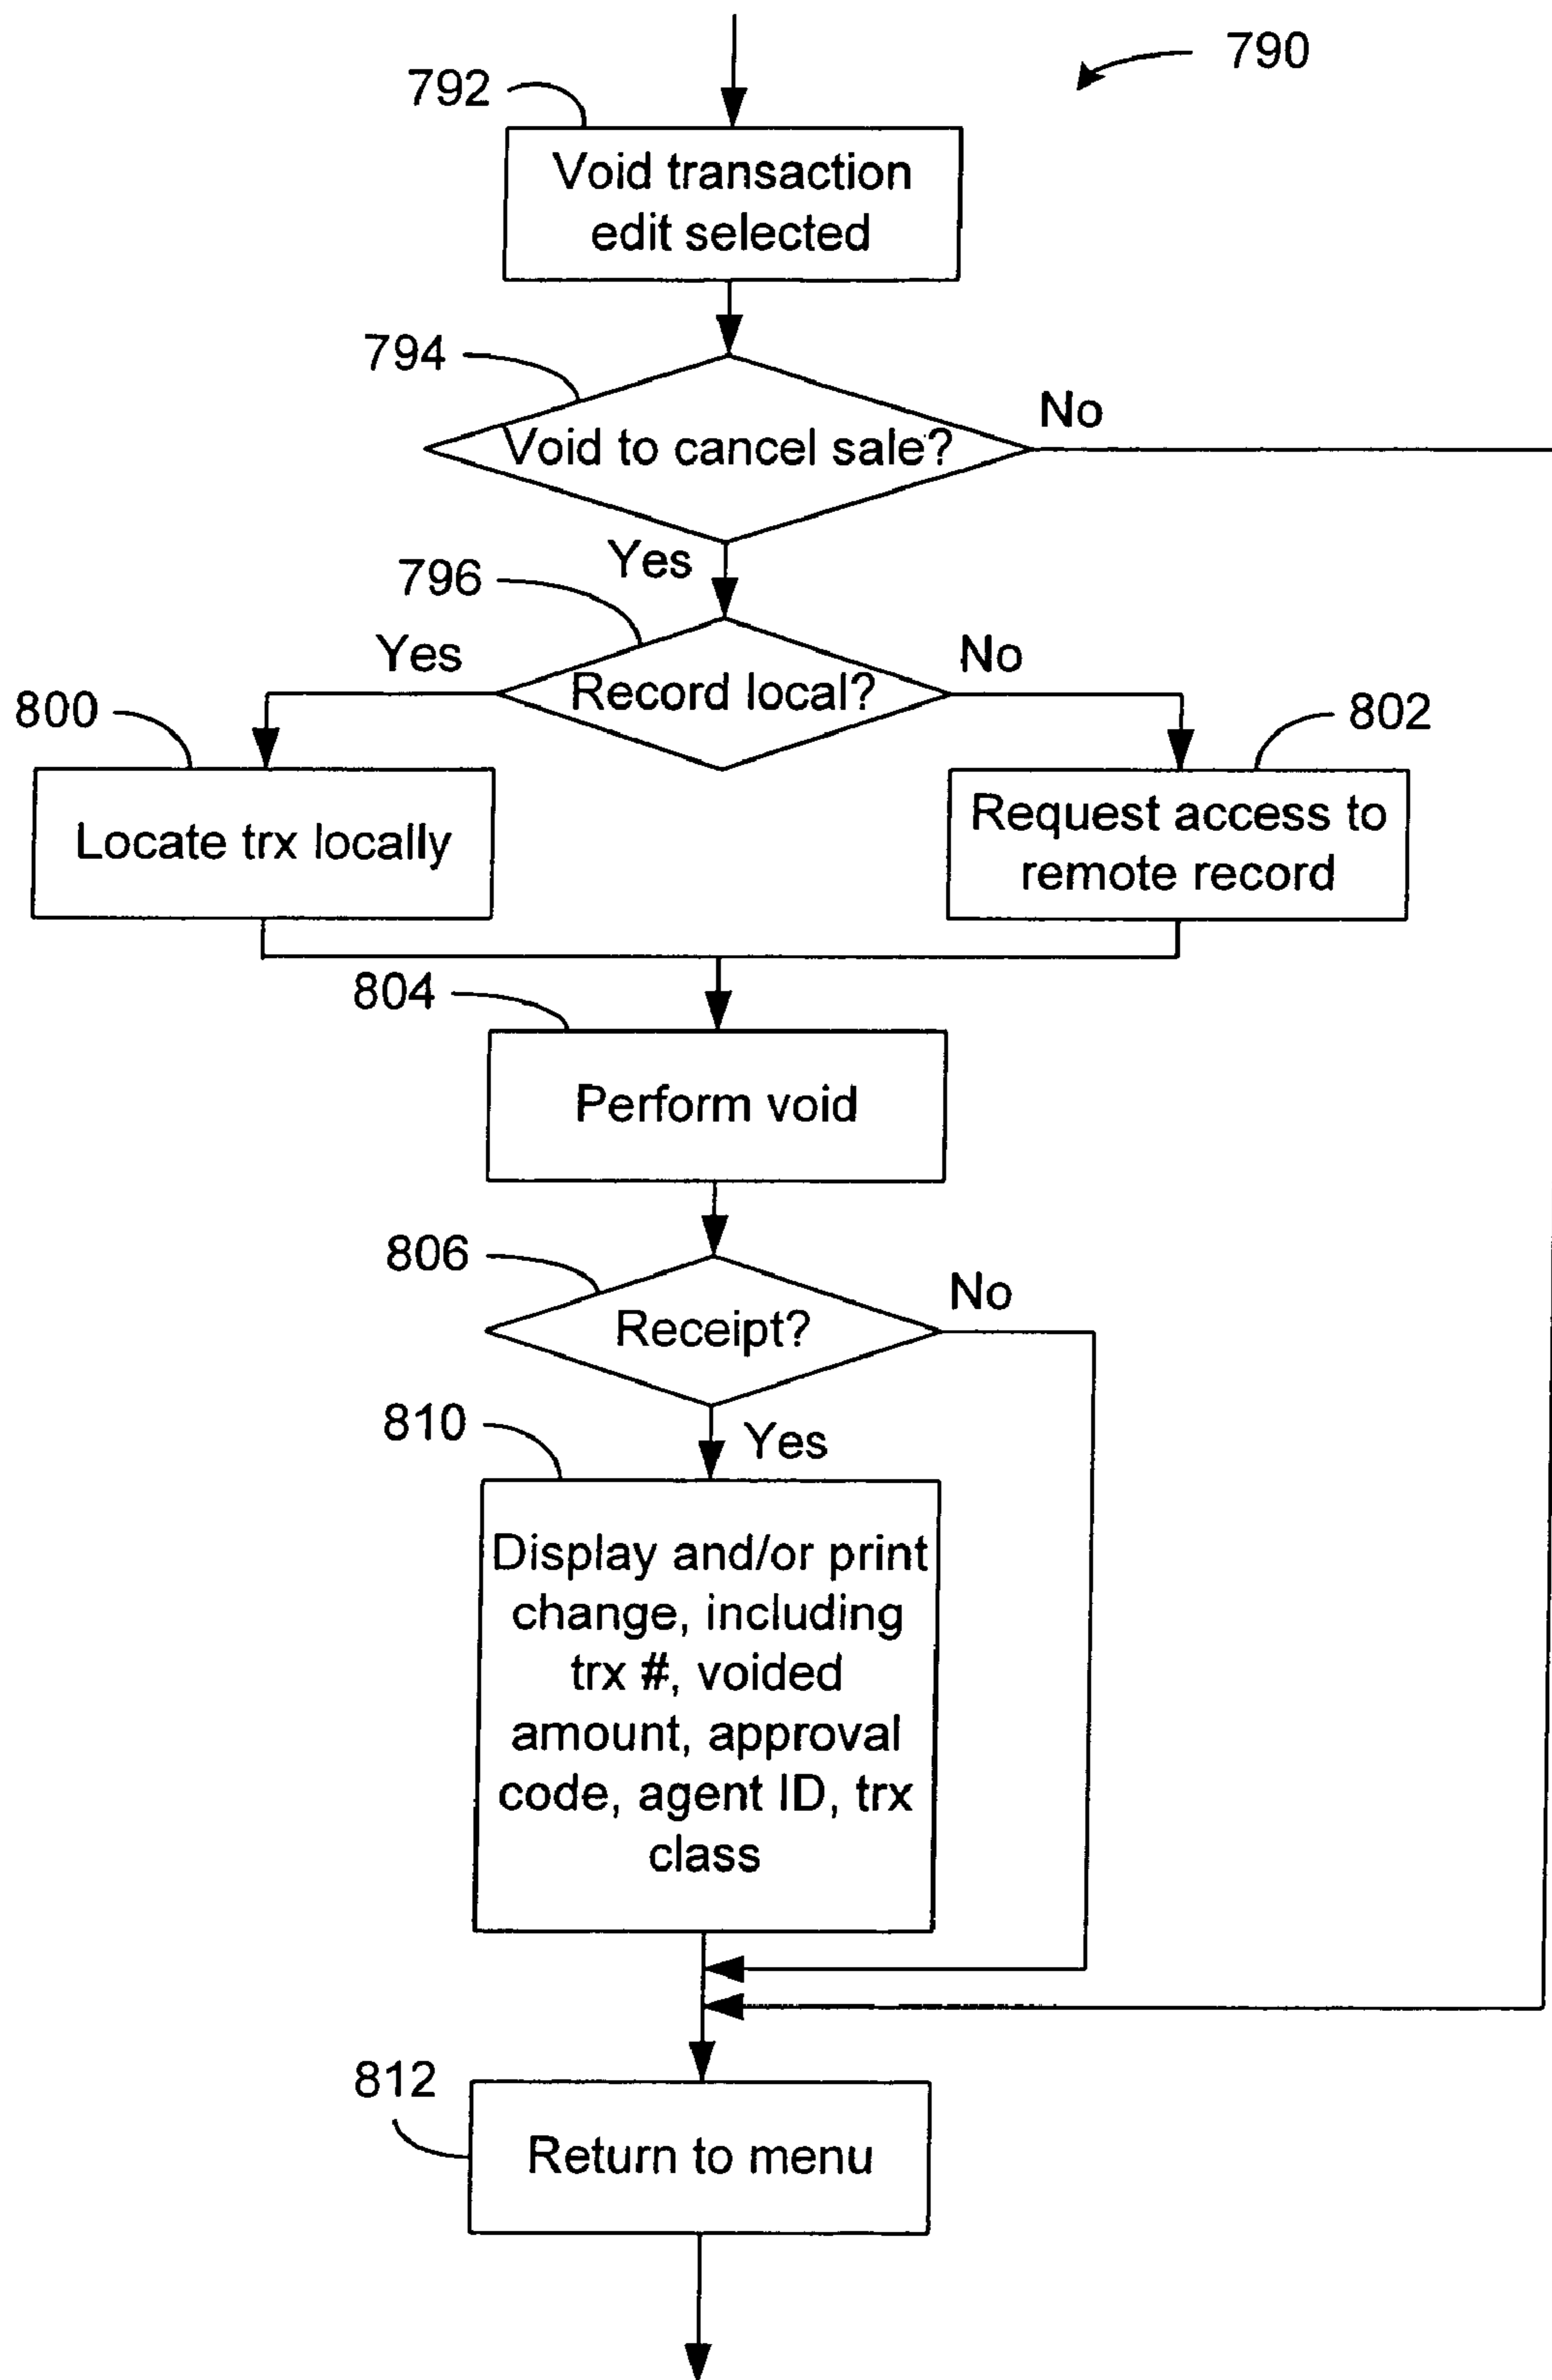 790
792
Void transaction
edit selected
794
Void to cancel sale?
No
Yes
796
Yes
Record local?
No
800
802
Locate trx locally
Request access to
remote record
804
Perform void
806
Receipt?
No
810
Yes
Display and/or print
change, including
trx #, voided
amount, approval
code, agent ID, trx
class
812
Return to menu